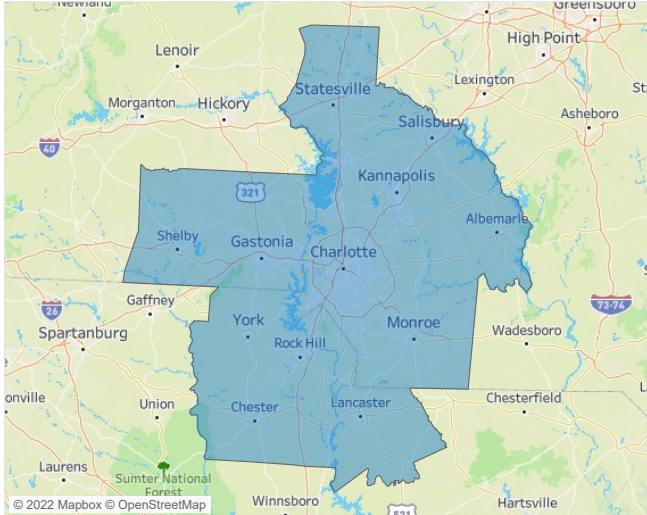 Newland
Greensboro
High Point
Lenoir
Statesville
Lexington
Morganton
Hickory
Salisbury
Asheboro
40
Kannapolis
321
Albemarle
Shelby
Gastonia
Charlotte
26
Gaffney
73-74
Spartanburg
York
Monroe
Wadesboro
Rock Hill
onville
Union
Chester
Lancaster
Chesterfield
Laurens
Sumter National
Forest
Winnsboro
Hartsville
521
© 2022 Mapbox © OpenStreetMap